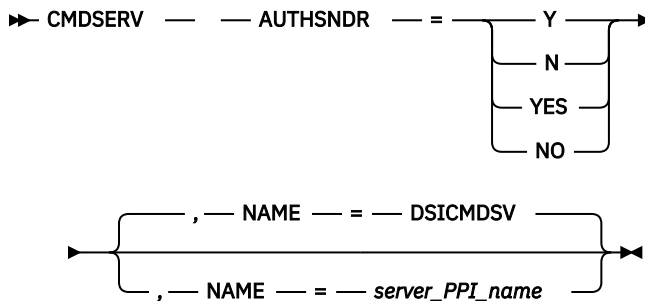 CMDSERV AUTHSNDR = Y
N
YES
NO
, NAME = DSICMDSV
, NAME = server_PPI_name